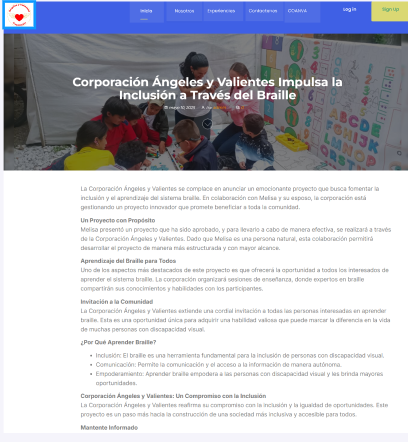 Inicio
Nosotros
Experiencias
Contactanos
COANVA
Log in
Sign up
Corporación Ángeles y Valientes Impulsa la
Inclusión a Través del Braille
mayo 10, 2025
La Corporación Ángeles y Valientes se complace en anunciar un emocionante proyecto que busca fomentar la
inclusión y el aprendizaje del sistema braille. En colaboración con Melisa y su esposo, la corporación está
gestionando un proyecto innovador que promete beneficiar a toda la comunidad.
Un Proyecto con Propósito
Melisa presentó un proyecto que ha sido aprobado, y para llevarlo a cabo de manera efectiva, se realizará a través
de la Corporación Ángeles y Valientes. Dado que Melisa es una persona natural, esta colaboración permitirá
desarrollar el proyecto de manera más estructurada y con mayor alcance.
Aprendizaje del Braille para Todos
Uno de los aspectos más destacados de este proyecto es que ofrecerá la oportunidad a todos los interesados de
aprender el sistema braille. La corporación organizará sesiones de enseñanza, donde expertos en braille
compartirán sus conocimientos y habilidades con los participantes.
Invitación a la Comunidad
La Corporación Ángeles y Valientes extiende una cordial invitación a todas las personas interesadas en aprender
braille. Esta es una oportunidad única para adquirir una habilidad valiosa que puede marcar la diferencia en la vida
de muchas personas con discapacidad visual.
¿Por Qué Aprender Braille?
• Inclusión: El braille es una herramienta fundamental para la inclusión de personas con discapacidad visual.
• Comunicación: Permite la comunicación y el acceso a la información de manera autónoma.
• Empoderamiento: Aprender braille empodera a las personas con discapacidad visual y les brinda mayores
oportunidades.
Corporación Ángeles y Valientes: Un Compromiso con la Inclusión
La Corporación Ángeles y Valientes reafirma su compromiso con la inclusión y la igualdad de oportunidades. Este
proyecto es un paso más hacia la construcción de una sociedad más inclusiva y accesible para todos.
Mantente Informado